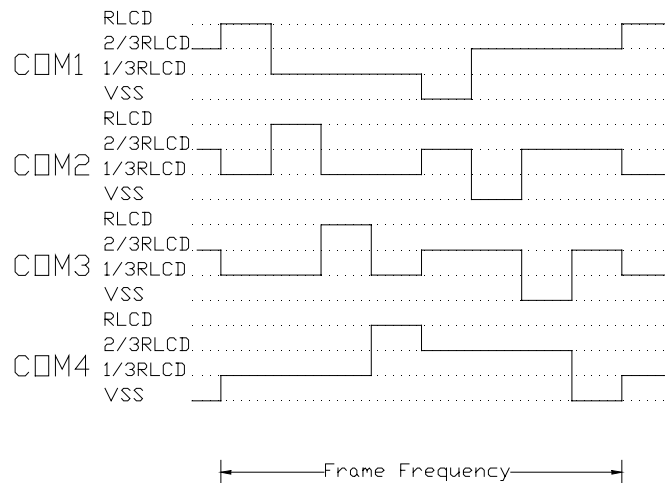 RLCD
2/3RLCD
COM1
1/3RLCD
VSS
RLCD
2/3RLCD
COM2
1/3RLCD
VSS
RLCD
2/3RLCD
COM3
1/3RLCD
VSS
RLCD
2/3RLCD
COM4
1/3RLCD
VSS
Frame Frequency